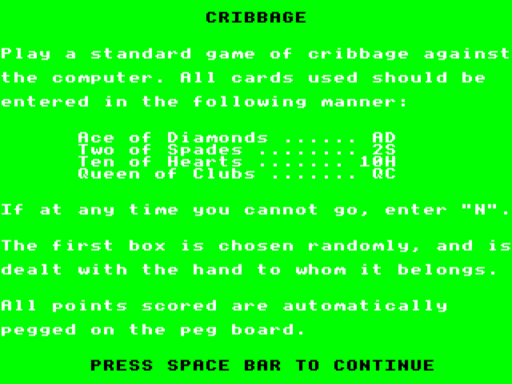 CRIBBAGE
Play a standard game of cribbage against
the computer. All cards used should be
entered in the following manner:
Ace of Diamonds ...... AD
Two of Spades ........ 2S
Ten of Hearts ........10H
Queen of Clubs ....... QC
If at any time you cannot go, enter "N".
The first box is chosen randomly, and is
dealt with the hand to whom it belongs.
All points scored are automatically
pegged on the peg board.
PRESS SPACE BAR TO CONTINUE